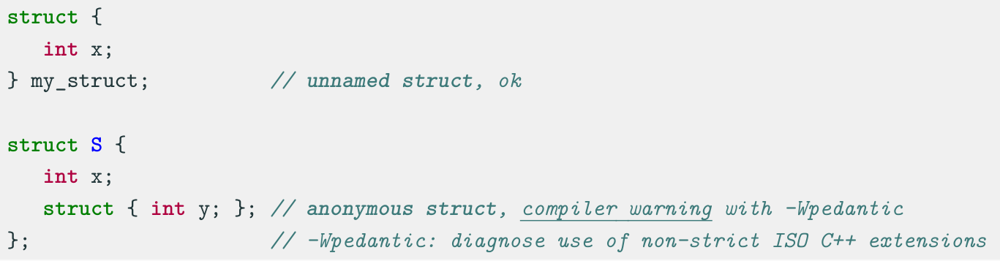 struct {
   int x;
} my_struct;          // unnamed struct, ok

struct S {
   int x;
   struct { int y; }; // anonymous struct, compiler warning with -Wpedantic
};                    // -Wpedantic: diagnose use of non-strict ISO C++ extensions